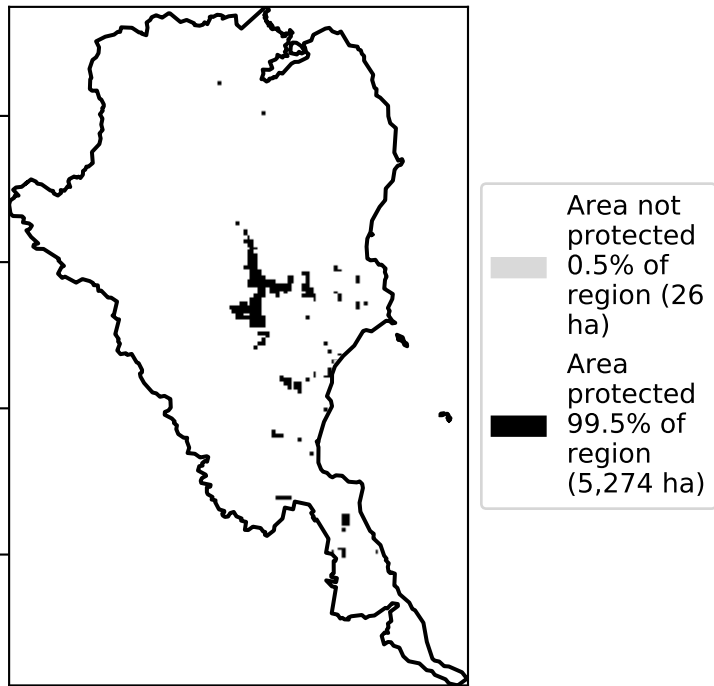 Area not
protected
0.5% of
region (26
ha)
Area
protected
99.5% of
region
(5,274 ha)